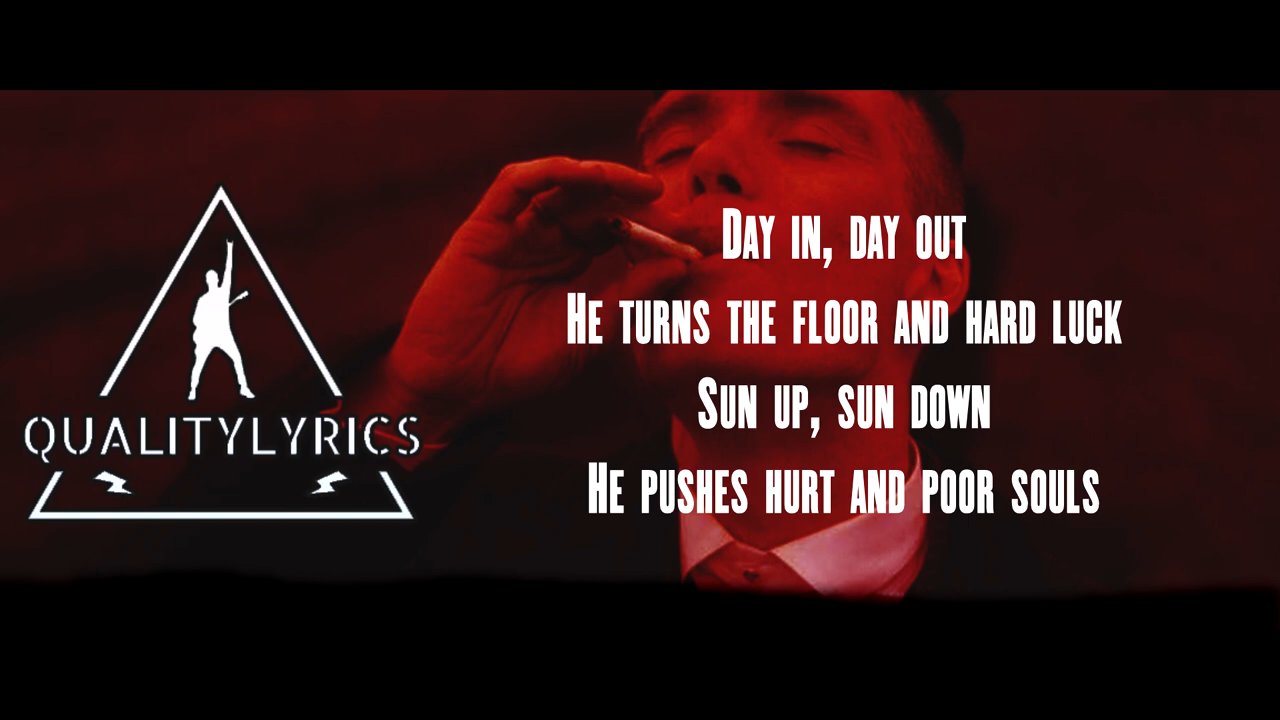 QUALITYLYRICS
Day in, day out
He turns the floor and hard luck
Sun up, sun down
He pushes hurt and poor souls